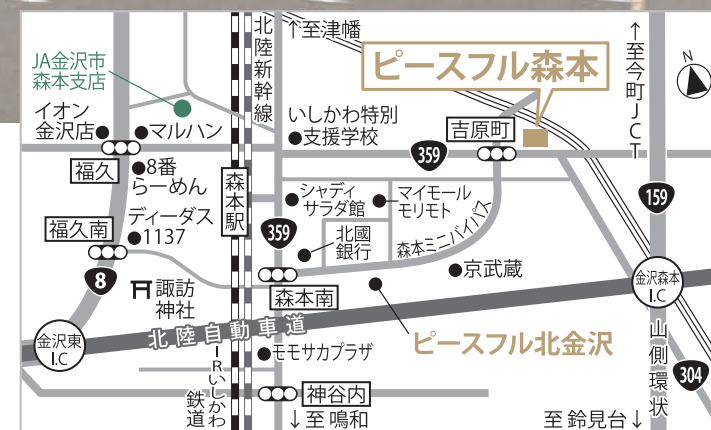 北陸新幹線
↑至津幡
↑至今町JCT
N
JA金沢市
森本支店
ピースフル森本
イオン
金沢店
マルハン
いしかわ特別
支援学校
吉原町
359
福久
8番
らーめん
森本駅
シャディ
サラダ館
マイモール
モリモト
159
福久南
ディーダス
1137
359
北國
銀行
森本ミニバイパス
8
諏訪
神社
森本南
京武蔵
金沢森本
I.C
北陸自動車道
金沢東
I.C
モモサカプラザ
ピースフル北金沢
山側環状
304
IRいしかわ
鉄道
神谷内
↓至 鳴和
至 鈴見台↓